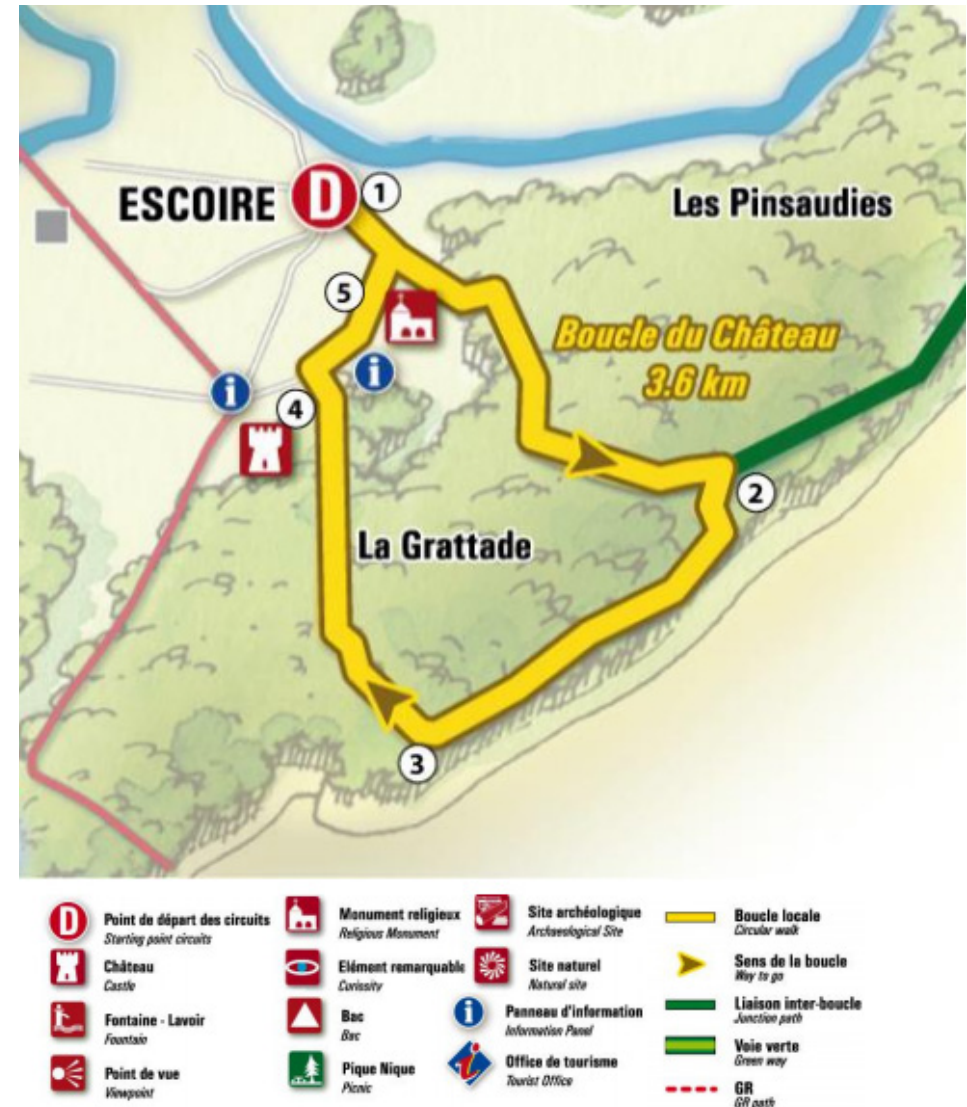 ESCOIRE
D
1
Les Pinsaudies
5
Boucle du Château
3.6 km
i
i
4
2
La Grattade
3
D
Point de départ des circuits
Starting point circuits
Château
Castle
Fontaine - Lavoir
Fountain
Point de vue
Viewpoint
Monument religieux
Religious Monument
Elément remarquable
Curiosity
Bac
Bac
Pique Nique
Picnic
Site archéologique
Archaeological Site
Site naturel
Natural site
i
Panneau d'information
Information Panel
i
Office de tourisme
Tourist Office
Boucle locale
Circular walk
Sens de la boucle
Way to go
Liaison inter-boucle
Junction path
Voie verte
Green way
GR
GR path